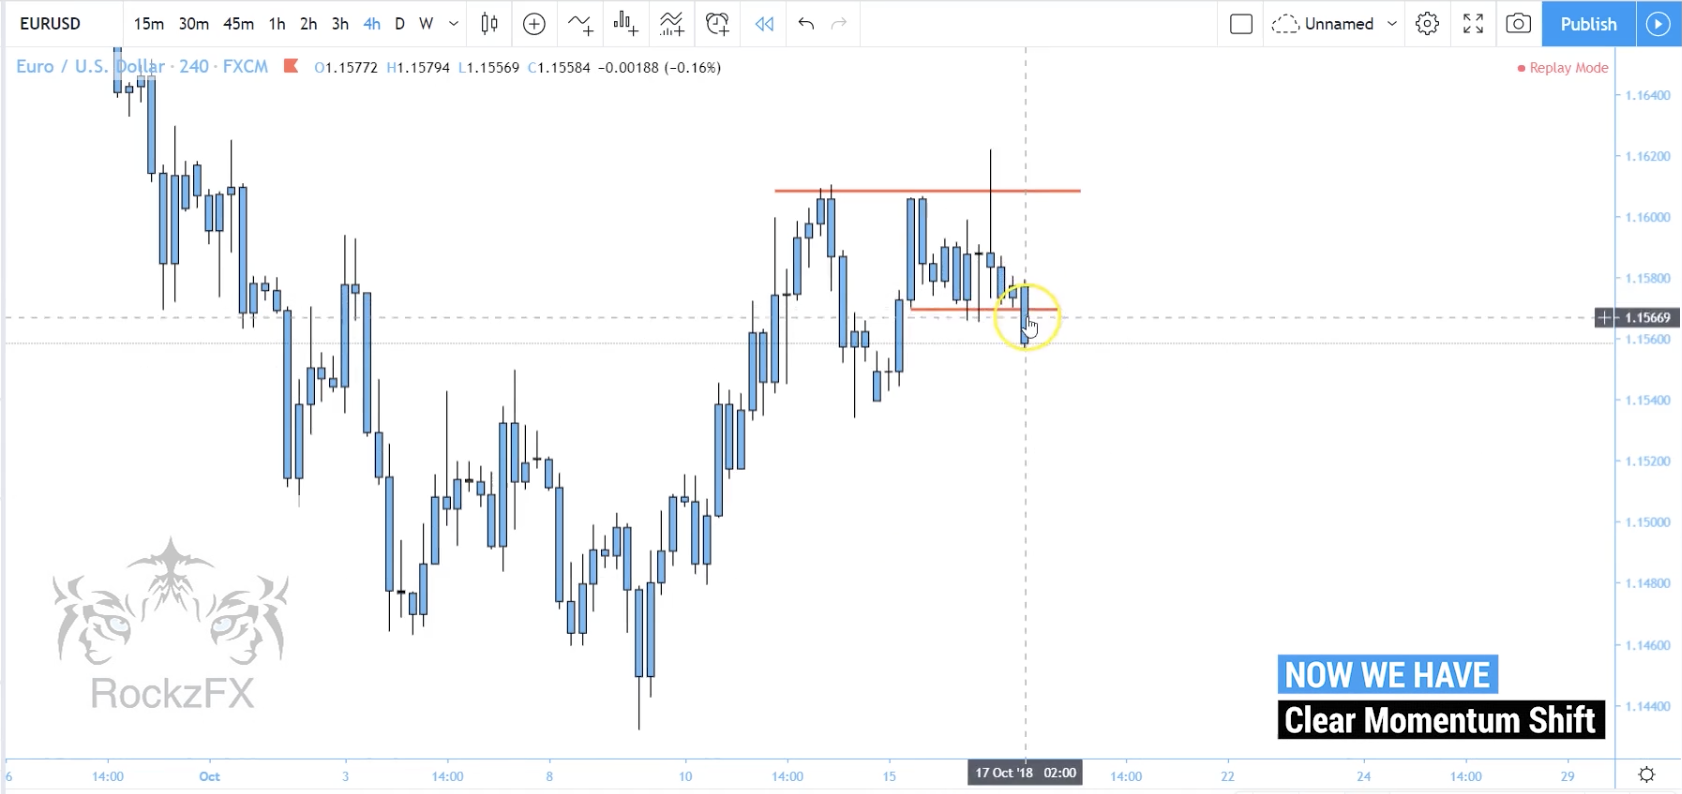 EURUSD 15m 30m 45m 1h 2h 3h 4h D W Unnamed Publish
Euro / U.S. Dollar · 240 · FXCM O1.15772 H1.15794 L1.15569 C1.15584 -0.00188 (-0.16%) Replay Mode
1.16400
1.16200
1.16000
1.15800
1.15669
1.15600
1.15400
1.15200
1.15000
1.14800
1.14600
1.14400
RockzFX
NOW WE HAVE
Clear Momentum Shift
6 14:00 Oct 3 14:00 8 10 14:00 15 17 Oct '18 02:00 14:00 22 24 14:00 29